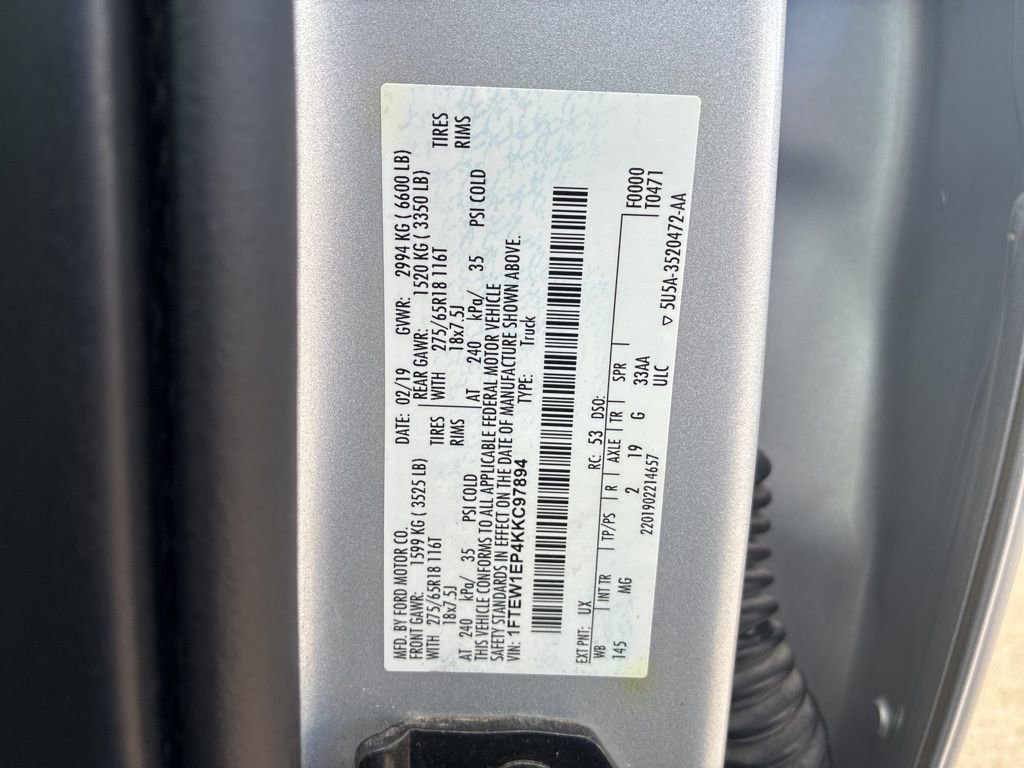 MFD. BY FORD MOTOR CO. DATE: 02/19 GVWR: 2994 KG ( 6600 LB)
FRONT GAWR: 1599 KG ( 3525 LB) REAR GAWR: 1520 KG ( 3350 LB)
WITH 275/65R18 116T TIRES WITH 275/65R18 116T TIRES
18x7.5J RIMS 18x7.5J RIMS
AT 240 kPa/ 35 PSI COLD AT 240 kPa/ 35 PSI COLD
THIS VEHICLE CONFORMS TO ALL APPLICABLE FEDERAL MOTOR VEHICLE
SAFETY STANDARDS IN EFFECT ON THE DATE OF MANUFACTURE SHOWN ABOVE.
VIN: 1FTEW1EP4KKC97894 TYPE: Truck
EXT PNT: UX RC: 53 DSO:
WB INT TR TP/PS R AXLE TR SPR F0000
145 MG 2 19 G 33AA T0471
2201902214657 ULC
▽ 5U5A-3520472-AA